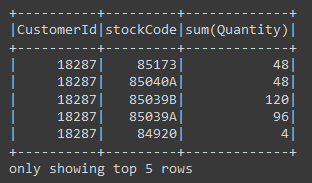 +----------+---------+-------------+
|CustomerId|stockCode|sum(Quantity)|
+----------+---------+-------------+
|     18287|    85173|           48|
|     18287|   85040A|           48|
|     18287|   85039B|          120|
|     18287|   85039A|           96|
|     18287|    84920|            4|
+----------+---------+-------------+
only showing top 5 rows